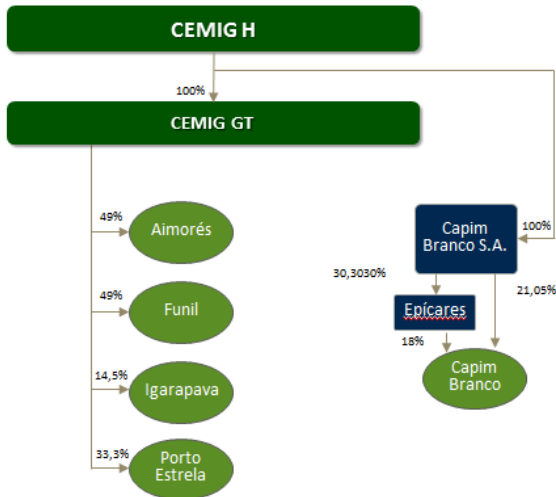 CEMIG H
100%
CEMIG GT
49%
Aimorés
49%
Funil
14,5%
Igarapava
33,3%
Porto
Estrela
Capim
Branco S.A.
100%
30,3030%
21,05%
Epícares
18%
Capim
Branco